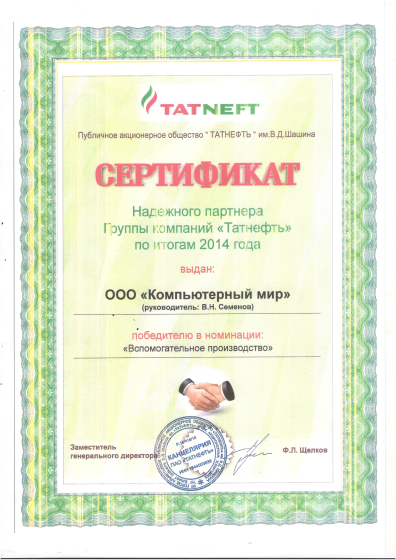 TATNEFT
Публичное акционерное общество " ТАТНЕФТЬ " им.В.Д.Шашина
СЕРТИФИКАТ
Надежного партнера
Группы компаний «Татнефть»
по итогам 2014 года
выдан:
ООО «Компьютерный мир»
(руководитель: В.Н. Семенов)
победителю в номинации:
«Вспомогательное производство»
Заместитель
генерального директора
Ф.Л. Щелков
КАНЦЕЛЯРИЯ
ПАО «ТАТНЕФТЬ»